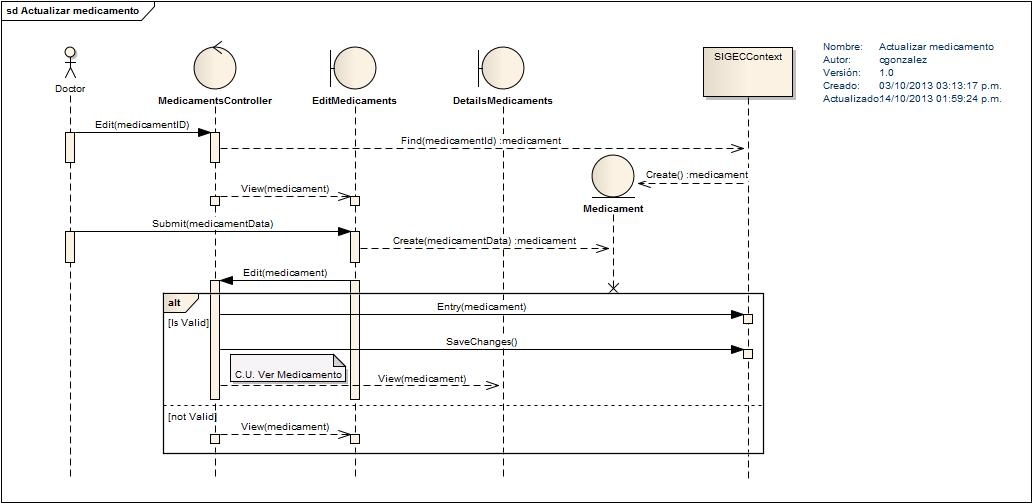 sd Actualizar medicamento
Nombre: Actualizar medicamento
Autor: cgonzalez
Versión: 1.0
Creado: 03/10/2013 03:13:17 p.m.
Actualizado:14/10/2013 01:59:24 p.m.
SIGECContext
Doctor
MedicamentsController
EditMedicaments
DetailsMedicaments
Edit(medicamentID)
Find(medicamentId) :medicament
Create() :medicament
View(medicament)
Medicament
Submit(medicamentData)
Create(medicamentData) :medicament
Edit(medicament)
alt
Entry(medicament)
[Is Valid]
SaveChanges()
C.U. Ver Medicamento
View(medicament)
[not Valid]
View(medicament)